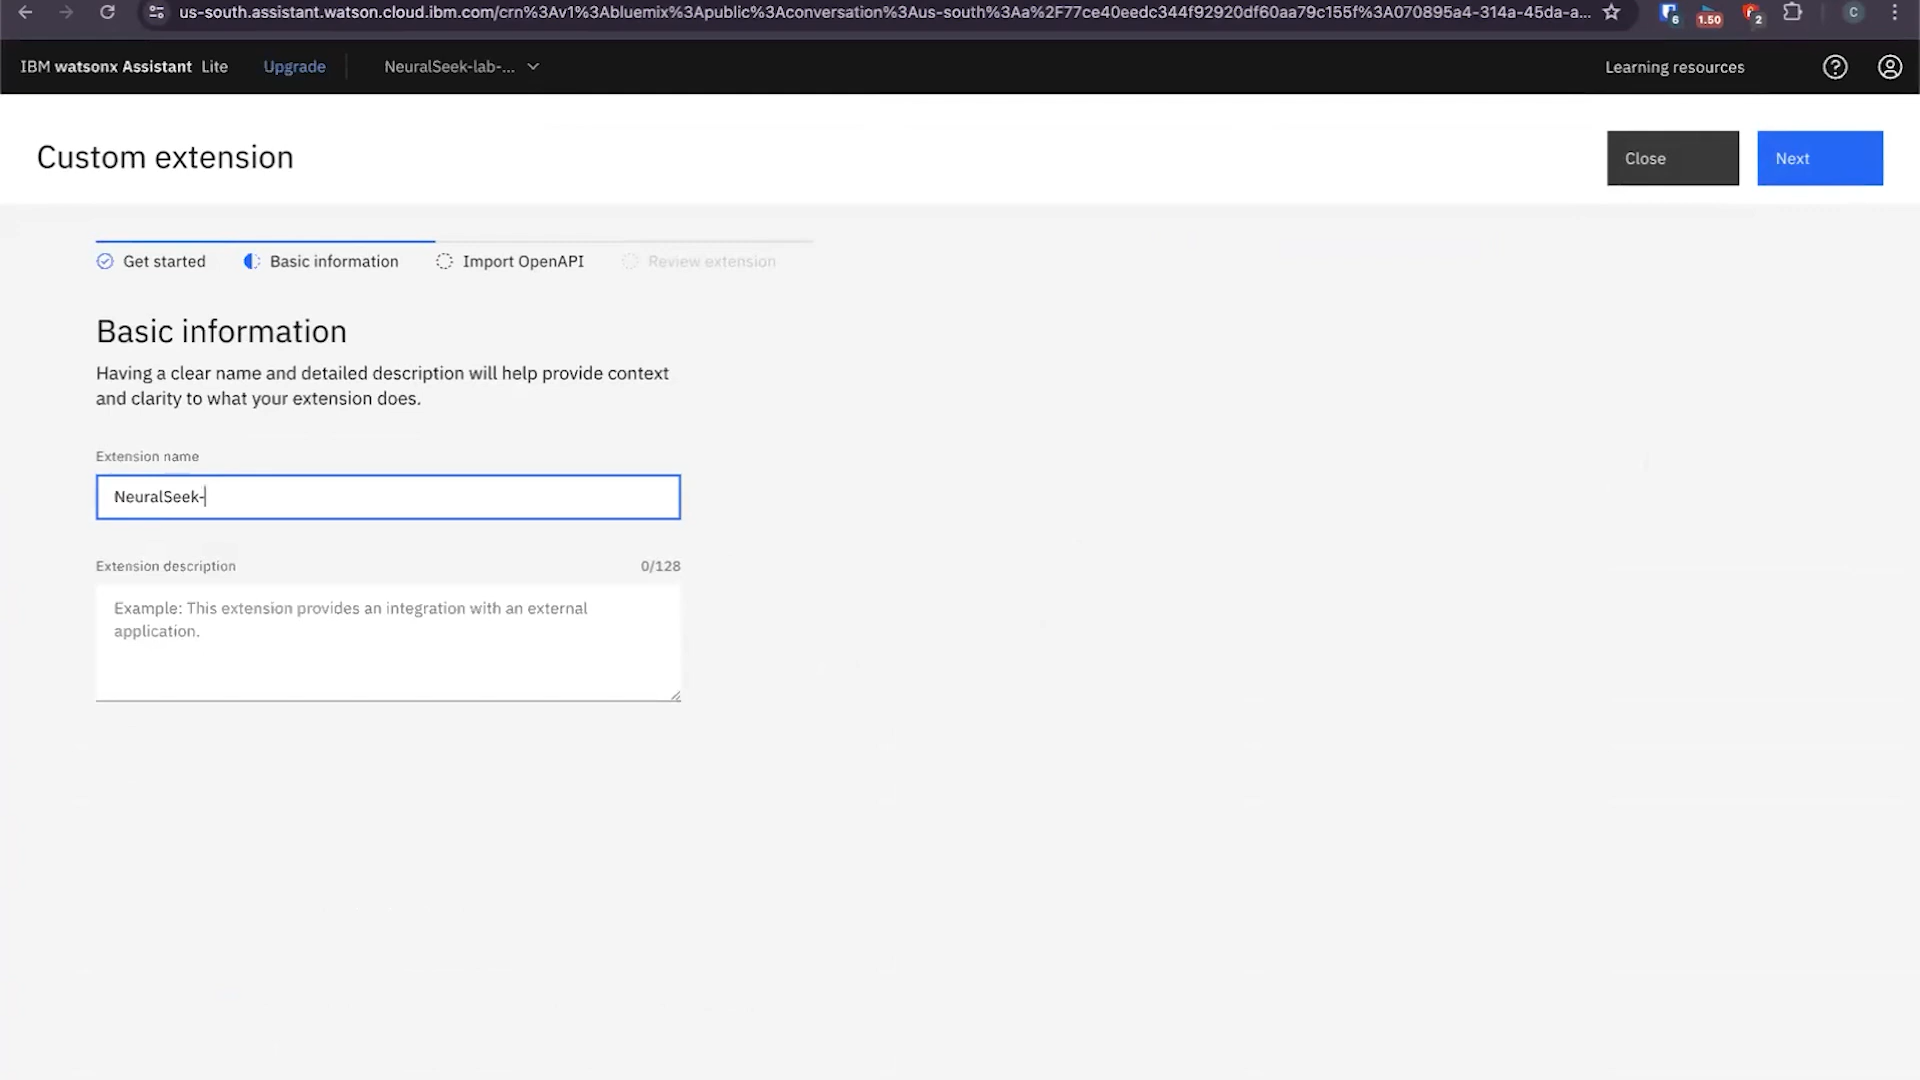 us-south.assistant.watson.cloud.ibm.com/crn%3Av1%3Abluemix%3Apublic%3Aconversation%3Aus-south%3Aa%2F77ce40eedc344f92920df60aa79c155f%3A070895a4-314a-45da-a...
6
1.50
2
C
IBM watsonx Assistant Lite
Upgrade
NeuralSeek-lab-...
Learning resources
Custom extension
Close
Next
Get started
Basic information
Import OpenAPI
Review extension
Basic information
Having a clear name and detailed description will help provide context
and clarity to what your extension does.
Extension name
NeuralSeek-
Extension description
0/128
Example: This extension provides an integration with an external
application.